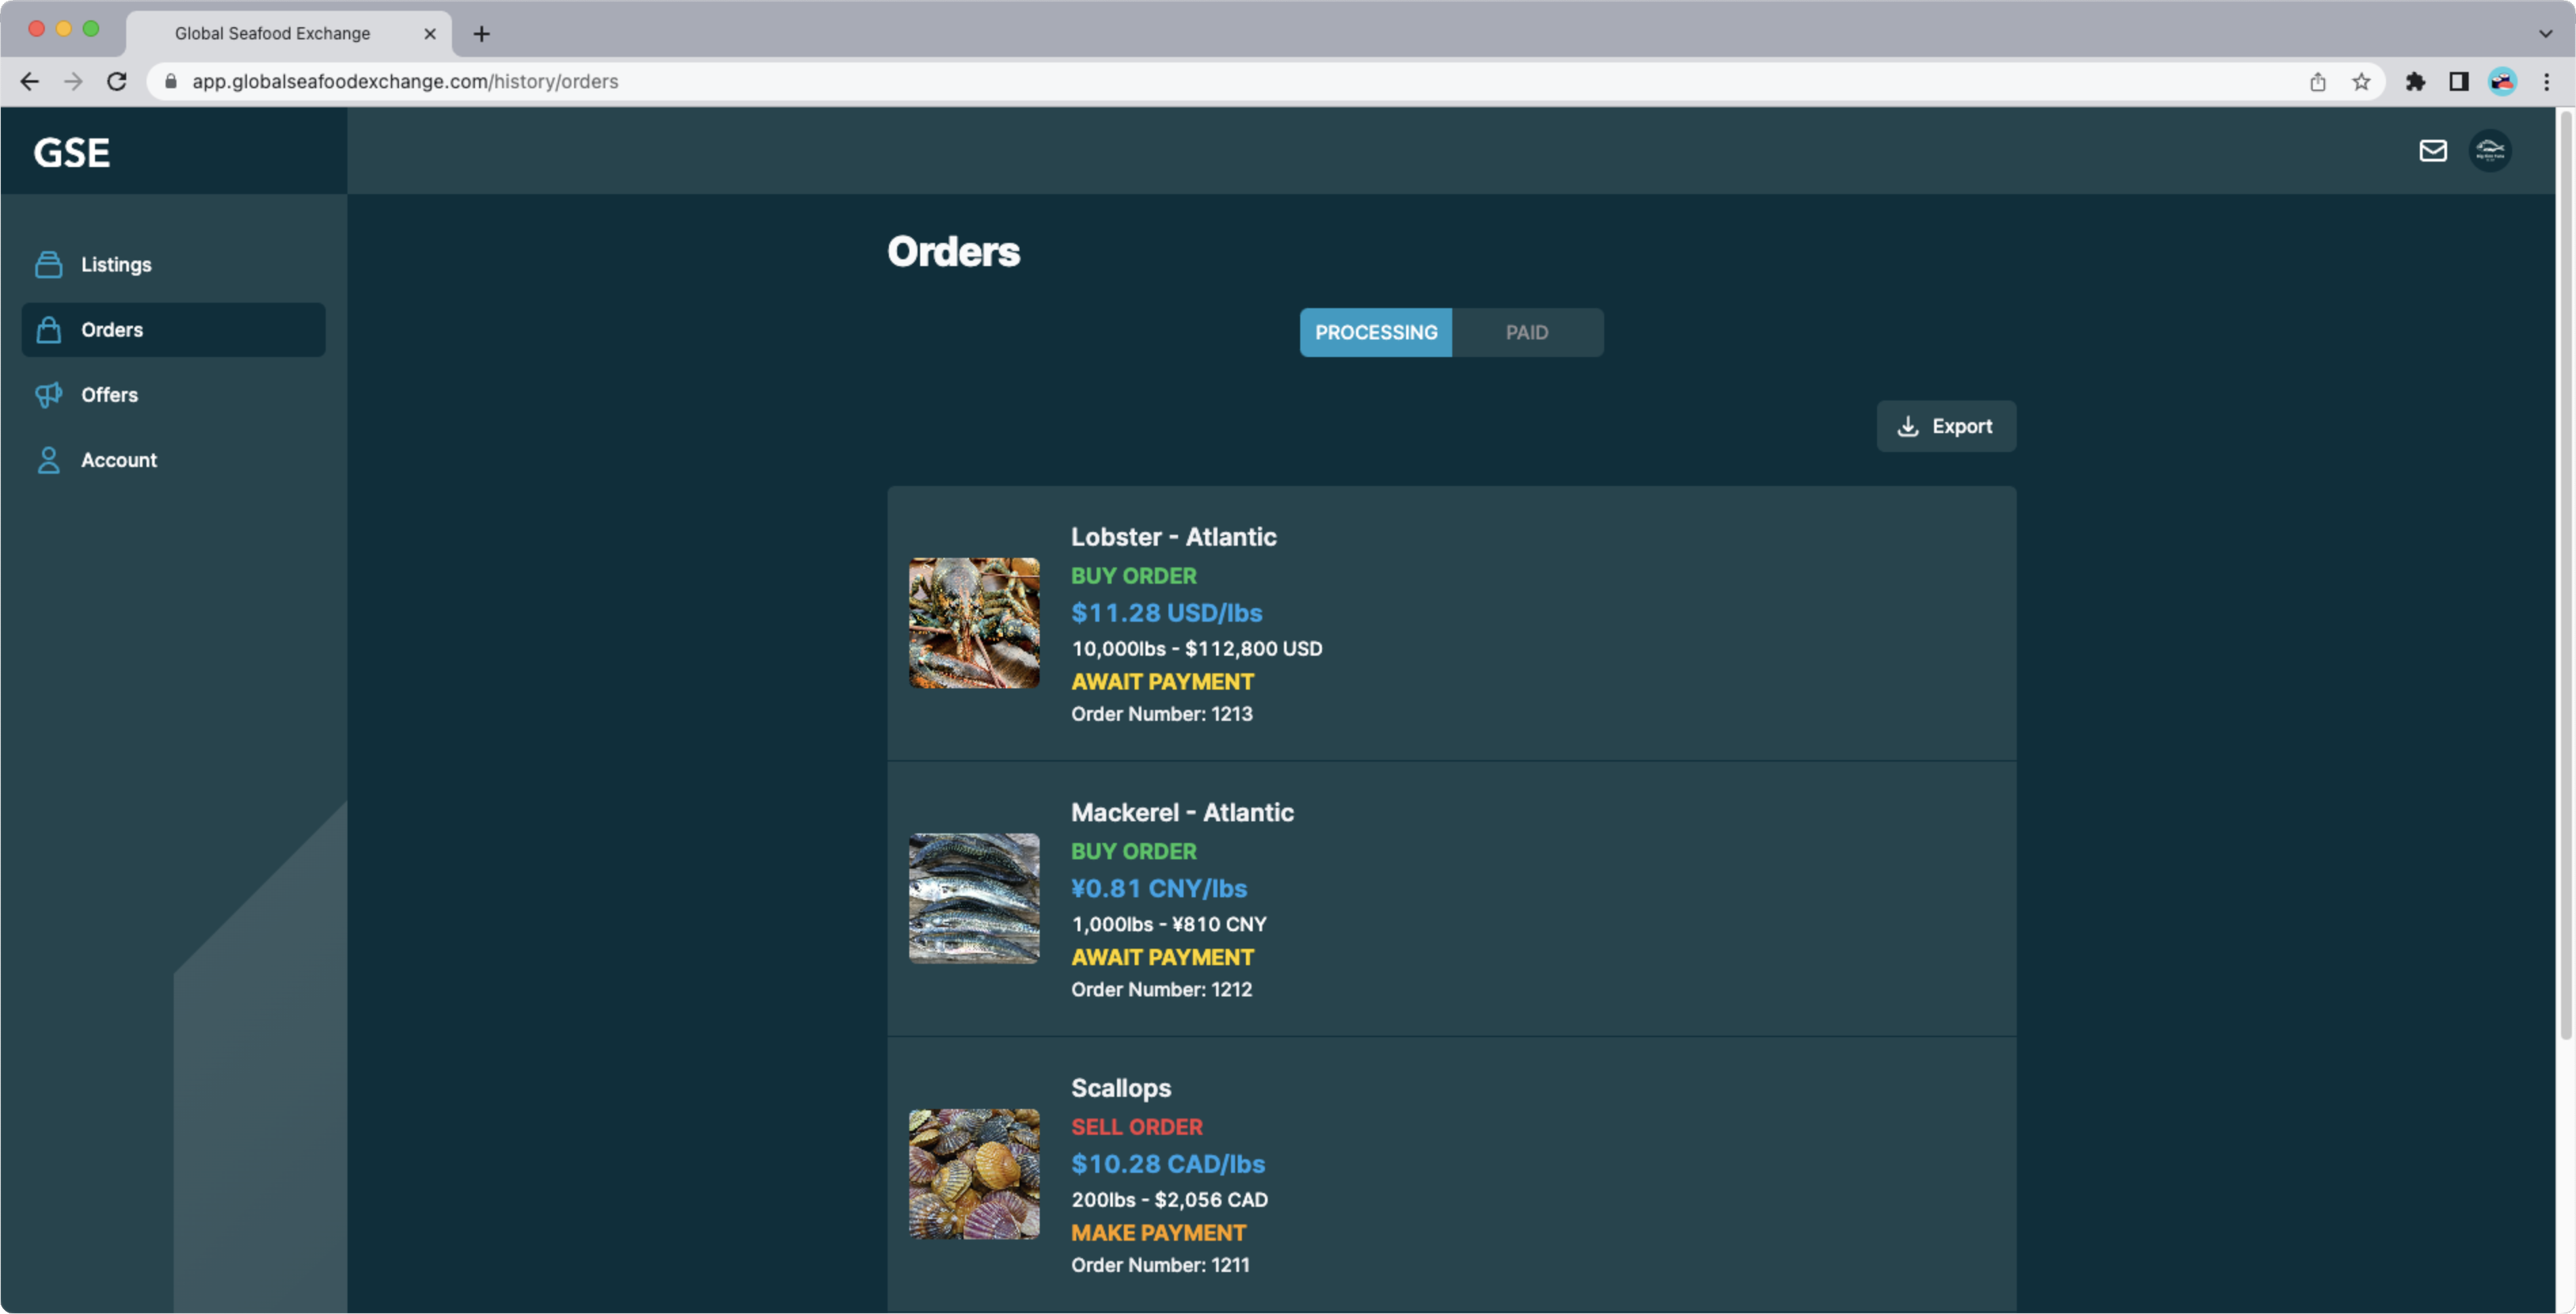 Global Seafood Exchange
app.globalseafoodexchange.com/history/orders
GSE
Listings
Orders
Offers
Account
Orders
PROCESSING PAID
Export
Lobster - Atlantic
BUY ORDER
$11.28 USD/lbs
10,000lbs - $112,800 USD
AWAIT PAYMENT
Order Number: 1213
Mackerel - Atlantic
BUY ORDER
¥0.81 CNY/lbs
1,000lbs - ¥810 CNY
AWAIT PAYMENT
Order Number: 1212
Scallops
SELL ORDER
$10.28 CAD/lbs
200lbs - $2,056 CAD
MAKE PAYMENT
Order Number: 1211